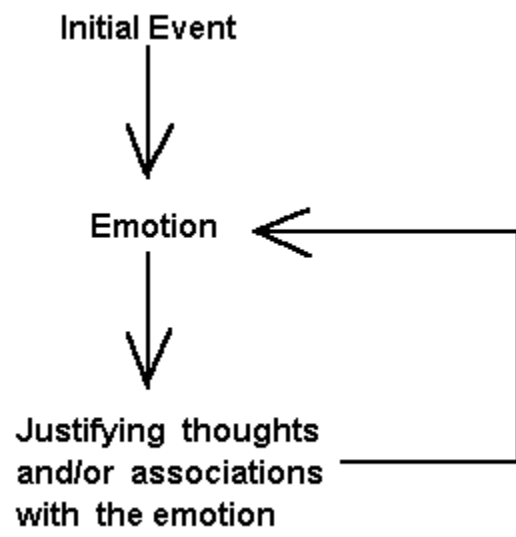 Initial Event
Emotion
Justifying thoughts
and/or associations
with the emotion